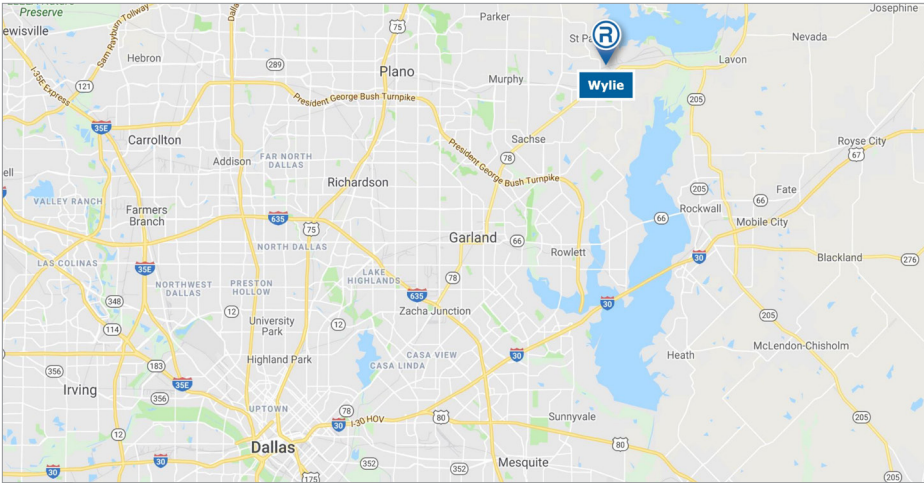 Preserve
ewisville
Sam Rayburn Tollway
Dalla
Parker
Josephine
75
R
St Pa
Nevada
Hebron
289
Plano
Murphy
Lavon
I-35E Express
121
Wylie
President George Bush Turnpike
205
35E
Carrollton
Sachse
Royse City
Addison
FAR NORTH
DALLAS
78
President George Bush Turnpike
67
ell
Richardson
205
Fate
VALLEY RANCH
66
Farmers
Branch
635
75
66
Rockwall
Mobile City
Garland
66
NORTH DALLAS
Rowlett
30
Blackland
276
LAS COLINAS
35E
LAKE
HIGHLANDS
78
NORTHWEST
DALLAS
PRESTON
HOLLOW
635
348
30
12
Zacha Junction
205
114
University
Park
12
McLendon-Chisholm
Highland Park
CASA VIEW
30
Heath
183
CASA LINDA
356
35E
Irving
356
UPTOWN
78
I-30 HOV
80
Sunnyvale
205
12
30
Dallas
80
352
352
Mesquite
30
30
175
205